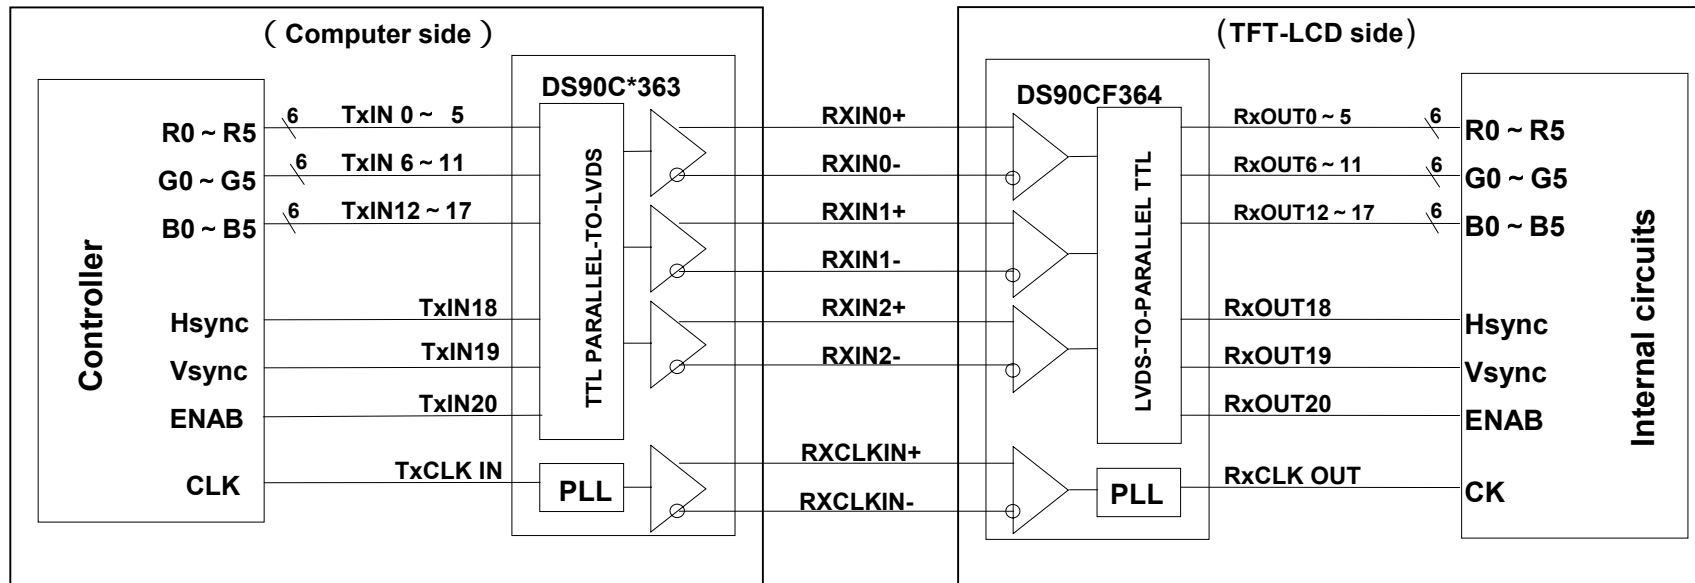 ( Computer side )
(TFT-LCD side)
DS90C*363
DS90CF364
Controller
R0 ~ R5
6
TxIN 0 ~ 5
G0 ~ G5
6
TxIN 6 ~ 11
B0 ~ B5
6
TxIN12 ~ 17
Hsync
TxIN18
Vsync
TxIN19
ENAB
TxIN20
CLK
TxCLK IN
TTL PARALLEL-TO-LVDS
PLL
RXIN0+
RXIN0-
RXIN1+
RXIN1-
RXIN2+
RXIN2-
RXCLKIN+
RXCLKIN-
LVDS-TO-PARALLEL TTL
PLL
RxOUT0 ~ 5
6
R0 ~ R5
RxOUT6 ~ 11
6
G0 ~ G5
RxOUT12 ~ 17
6
B0 ~ B5
RxOUT18
Hsync
RxOUT19
Vsync
RxOUT20
ENAB
RxCLK OUT
CK
Internal circuits